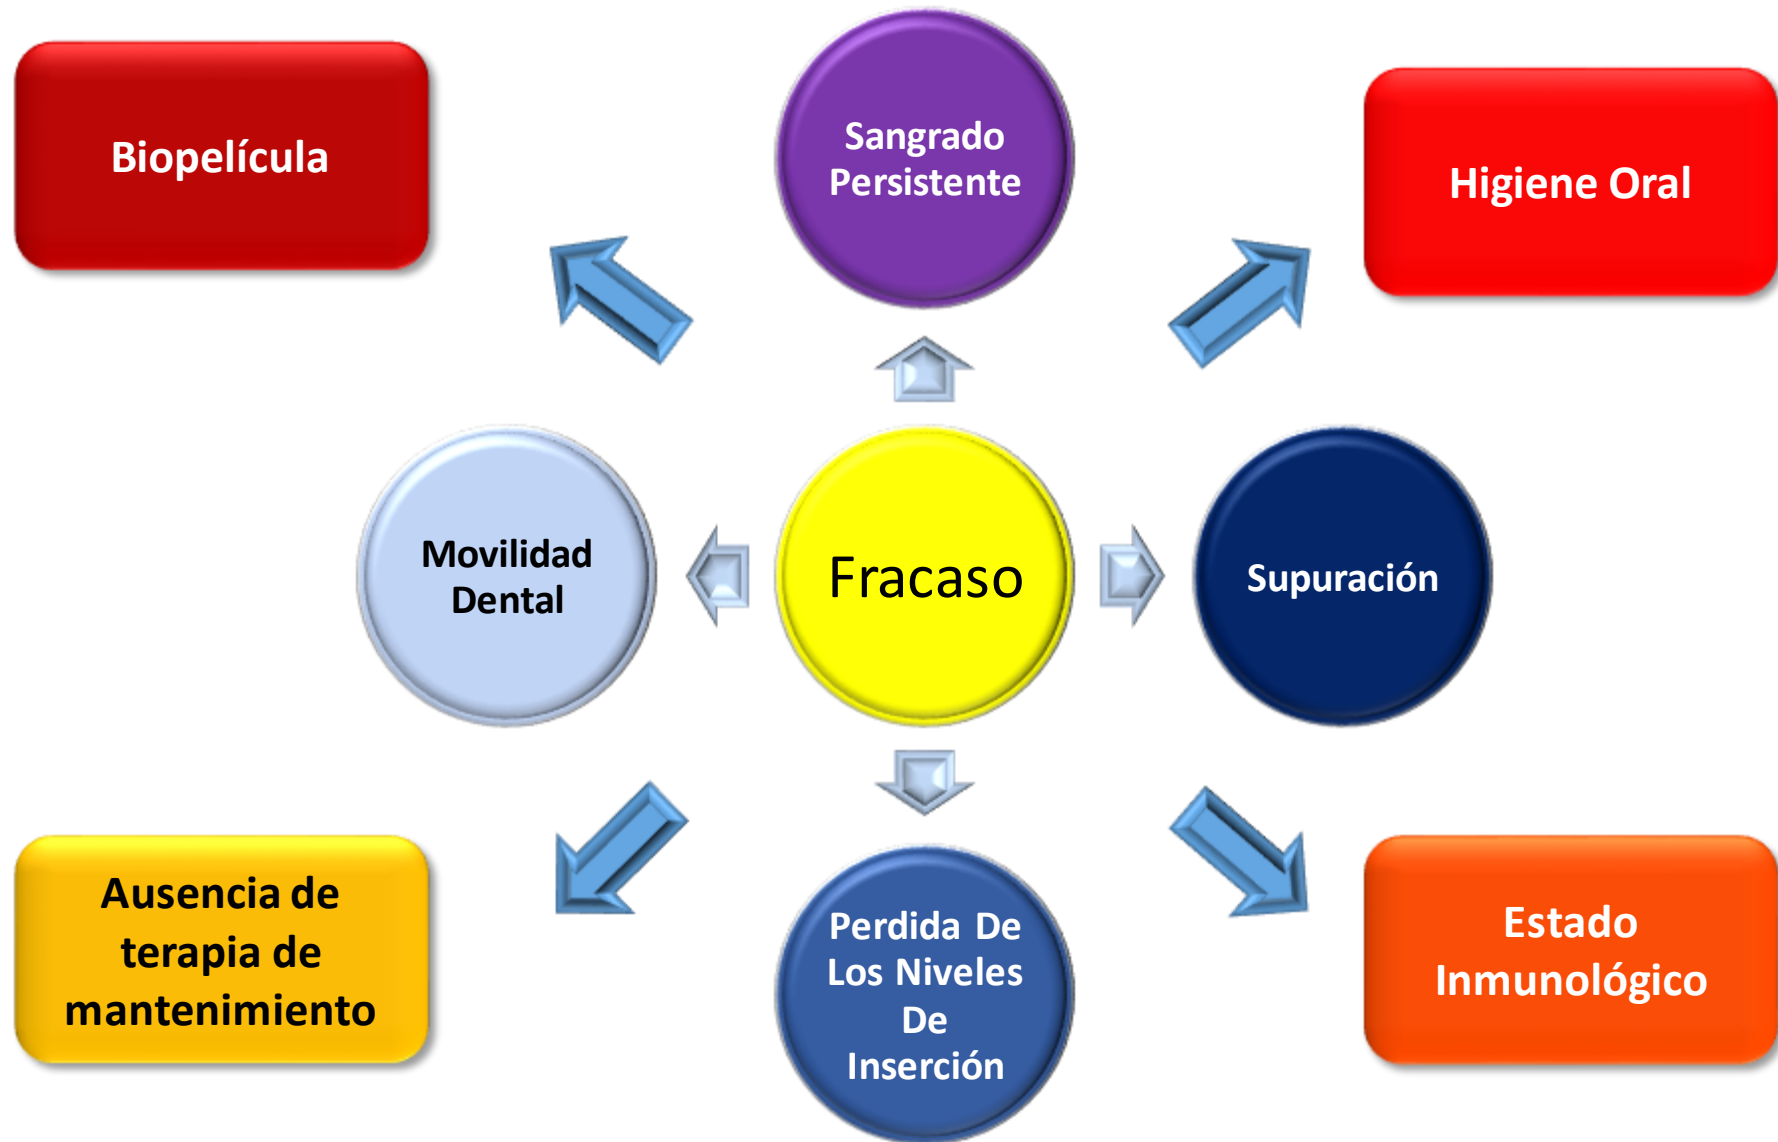 Biopelícula
Sangrado
Persistente
Higiene Oral
Movilidad
Dental
Fracaso
Supuración
Ausencia de
terapia de
mantenimiento
Perdida De
Los Niveles
De
Inserción
Estado
Inmunológico